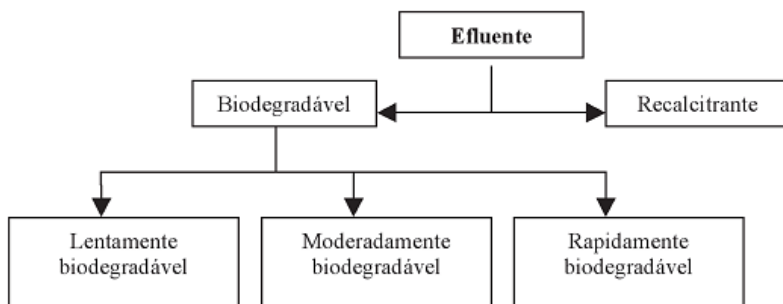 Efluente
Biodegradável
Recalcitrante
Lentamente
biodegradável
Moderadamente
biodegradável
Rapidamente
biodegradável